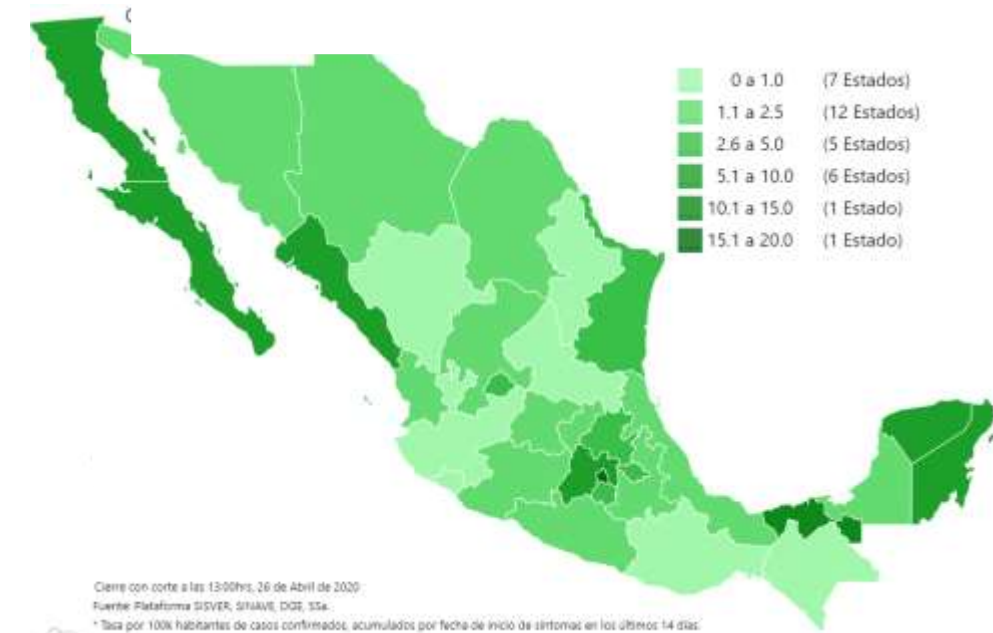 0 a 1.0 (7 Estados)
1.1 a 2.5 (12 Estados)
2.6 a 5.0 (5 Estados)
5.1 a 10.0 (6 Estados)
10.1 a 15.0 (1 Estado)
15.1 a 20.0 (1 Estado)
Cierre con corte a las 13:00hrs, 26 de Abril de 2020
Fuente: Plataforma SISVER, SINAVE, DGE, SSa.
* Tasa por 100k habitantes de casos confirmados, acumulados por fecha de inicio de síntomas en los últimos 14 días.